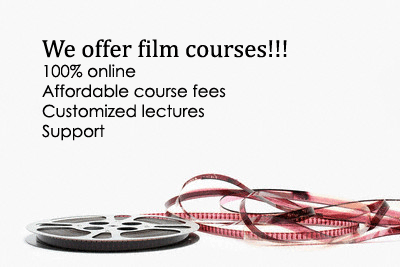 We offer film courses!!!
100% online
Affordable course fees
Customized lectures
Support